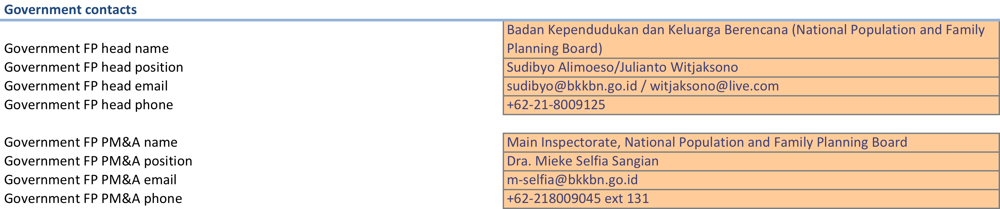 Government contacts
Badan Kependudukan dan Keluarga Berencana (National Population and Family
Government FP head name Planning Board)
Government FP head position Sudibyo Alimoeso/Julianto Witjaksono
Government FP head email sudibyo@bkkbn.go.id / witjaksono@live.com
Government FP head phone +62-21-8009125
Government FP PM&A name Main Inspectorate, National Population and Family Planning Board
Government FP PM&A position Dra. Mieke Selfia Sangian
Government FP PM&A email m-selfia@bkkbn.go.id
Government FP PM&A phone +62-218009045 ext 131